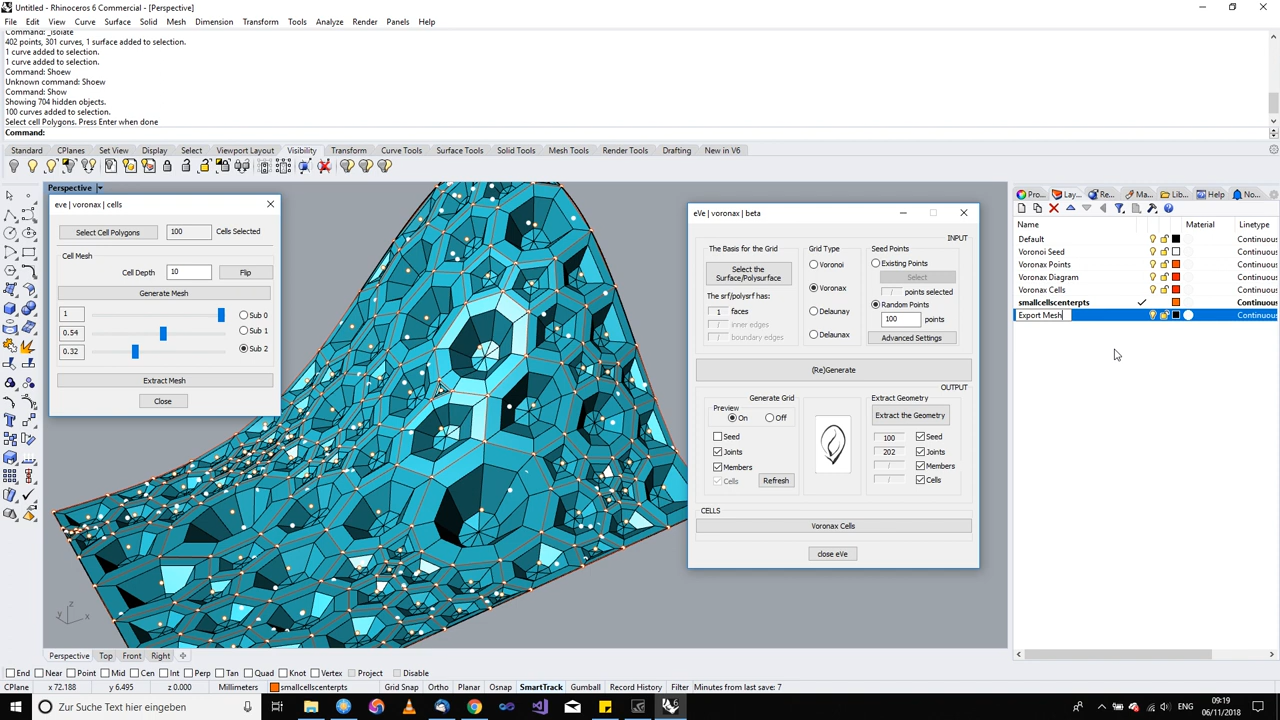 Untitled - Rhinoceros 6 Commercial - [Perspective]
File Edit View Curve Surface Solid Mesh Dimension Transform Tools Analyze Render Panels Help
Command: _Isolate
402 points, 301 curves, 1 surface added to selection.
1 curve added to selection.
1 curve added to selection.
Command: Shoew
Unknown command: Shoew
Command: Show
Showing 704 hidden objects.
100 curves added to selection.
Select cell Polygons. Press Enter when done
Command:
Standard CPlanes Set View Display Select Viewport Layout Visibility Transform Curve Tools Surface Tools Solid Tools Mesh Tools Render Tools Drafting New in V6
Perspective
eve | voronax | cells
Select Cell Polygons 100 Cells Selected
Cell Mesh
Cell Depth 10 Flip
Generate Mesh
1 Sub 0
0.54 Sub 1
0.32 Sub 2
Extract Mesh
Close
z
y x
eVe | voronax | beta
INPUT
The Basis for the Grid
Select the Surface/Polysurface
The srf/polysrf has:
1 faces
/ inner edges
/ boundary edges
Grid Type
Voronoi
Voronax
Delaunay
Delaunax
Seed Points
Existing Points
Select
/ points selected
Random Points
100 points
Advanced Settings
(Re)Generate
OUTPUT
Generate Grid
Preview
On Off
Seed
Joints
Members
Cells
Refresh
Extract Geometry
Extract the Geometry
100 Seed
202 Joints
/ Members
/ Cells
CELLS
Voronax Cells
close eVe
Pro... Lay... Re... Ma... Lib... Help No...
Name Material Linetype
Default Continuous
Voronoi Seed Continuous
Voronax Points Continuous
Voronax Diagram Continuous
Voronax Cells Continuous
smallcellscenterpts Continuous
Export Mesh Continuous
Perspective Top Front Right
End Near Point Mid Cen Int Perp Tan Quad Knot Vertex Project Disable
CPlane x 72.188 y 6.495 z 0.000 Millimeters smallcellscenterpts Grid Snap Ortho Planar Osnap SmartTrack Gumball Record History Filter Minutes from last save: 7
Zur Suche Text hier eingeben
ENG
09:19
06/11/2018